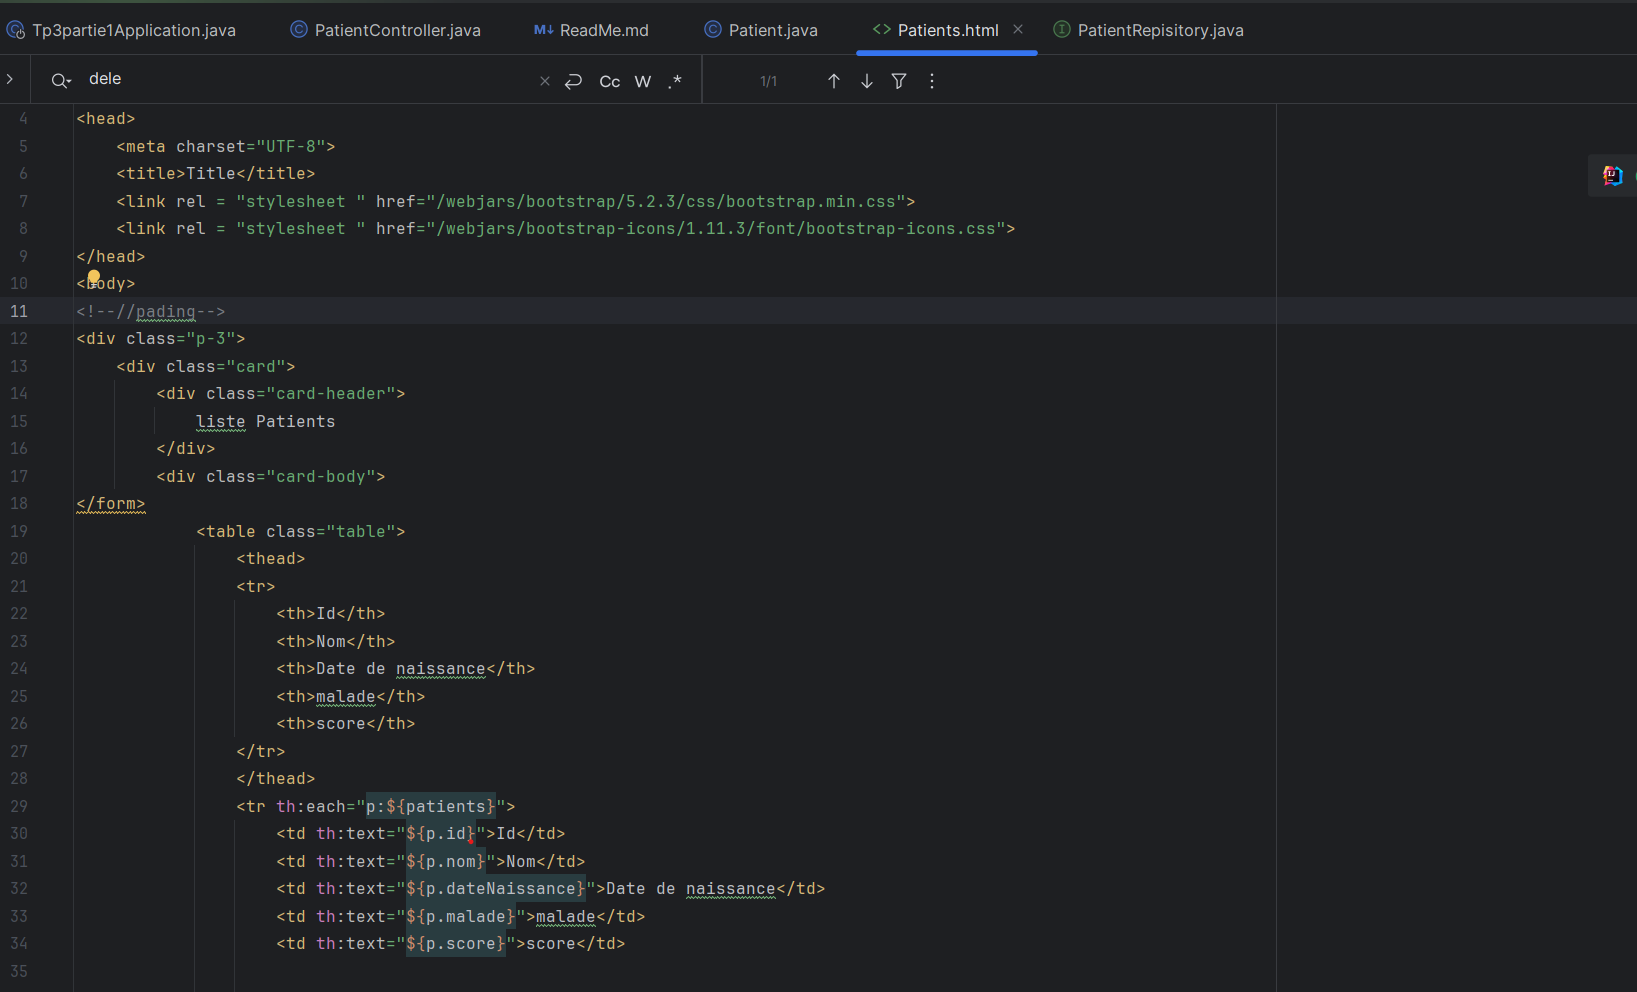 Tp3partie1Application.java PatientController.java M↓ ReadMe.md Patient.java <> Patients.html × PatientRepisitory.java
dele × Cc W .* 1/1
4 <head>
5 <meta charset="UTF-8">
6 <title>Title</title>
7 <link rel = "stylesheet " href="/webjars/bootstrap/5.2.3/css/bootstrap.min.css">
8 <link rel = "stylesheet " href="/webjars/bootstrap-icons/1.11.3/font/bootstrap-icons.css">
9 </head>
10 <body>
11 <!--//pading-->
12 <div class="p-3">
13 <div class="card">
14 <div class="card-header">
15 liste Patients
16 </div>
17 <div class="card-body">
18 </form>
19 <table class="table">
20 <thead>
21 <tr>
22 <th>Id</th>
23 <th>Nom</th>
24 <th>Date de naissance</th>
25 <th>malade</th>
26 <th>score</th>
27 </tr>
28 </thead>
29 <tr th:each="p:${patients}">
30 <td th:text="${p.id}">Id</td>
31 <td th:text="${p.nom}">Nom</td>
32 <td th:text="${p.dateNaissance}">Date de naissance</td>
33 <td th:text="${p.malade}">malade</td>
34 <td th:text="${p.score}">score</td>
35